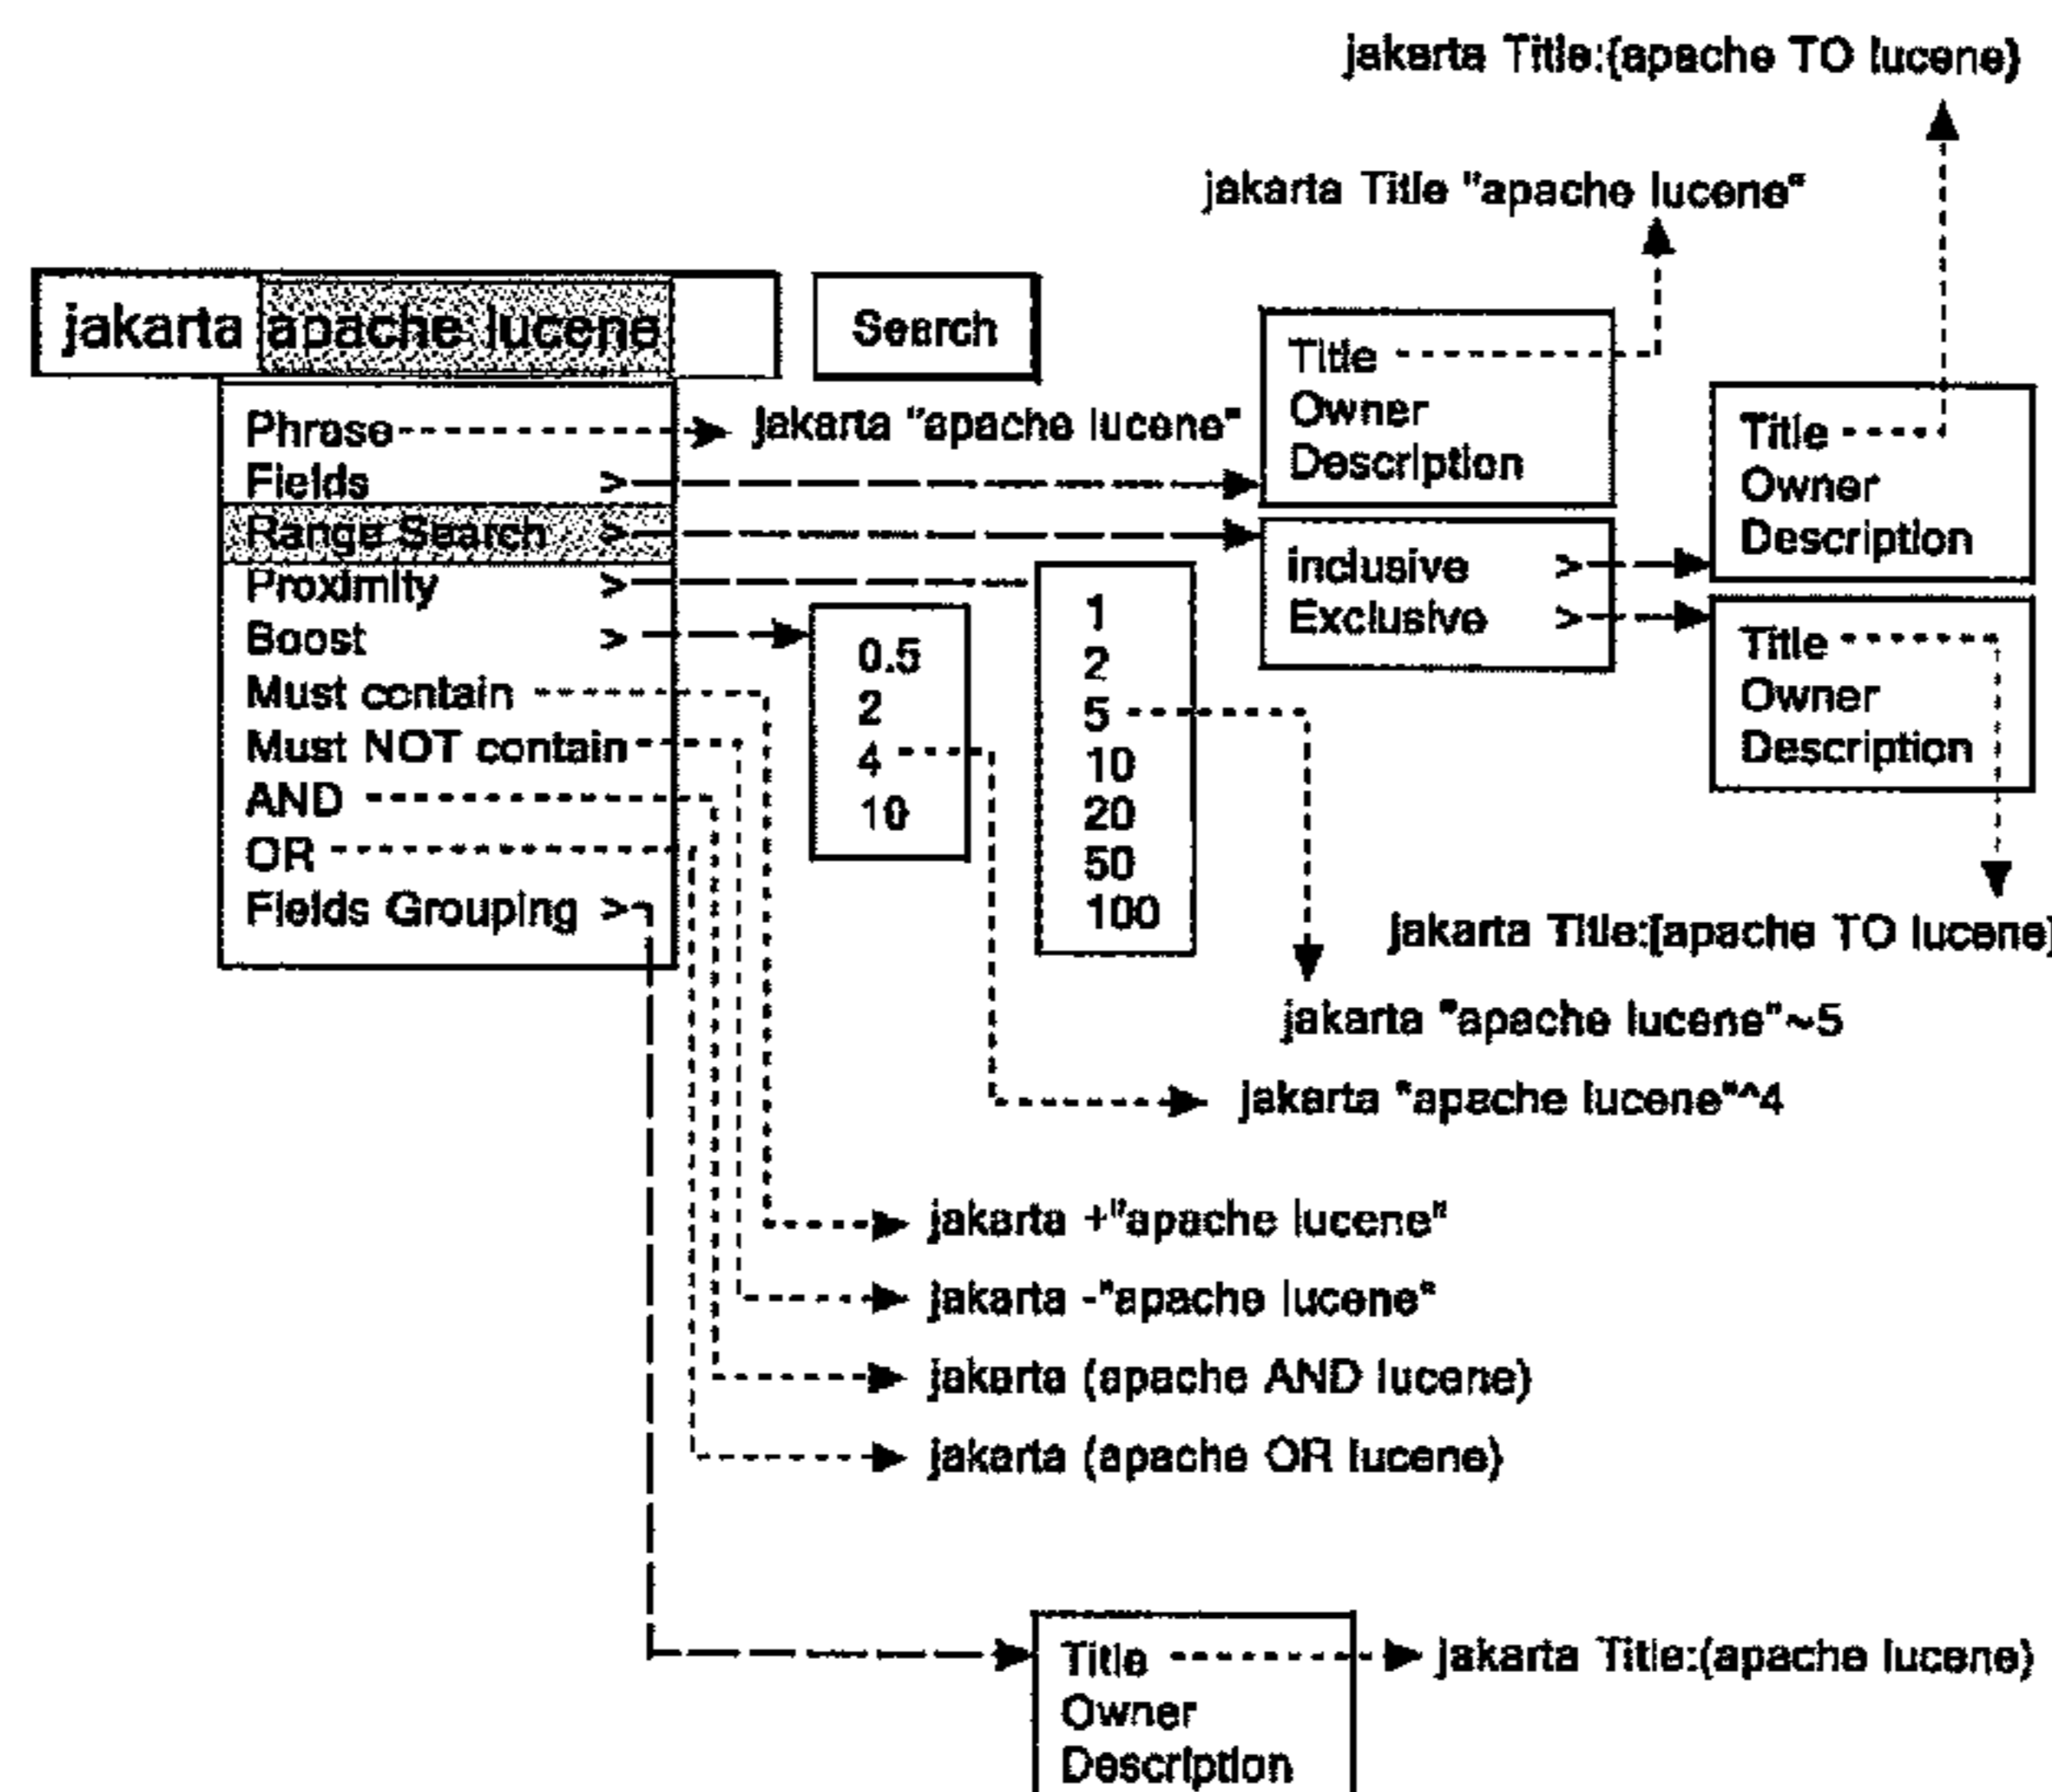 jakarta Title:{apache TO lucene}
jakarta Title "apache lucene"
jakarta apache lucene
Search
Phrase
Fields >
Range Search >
Proximity >
Boost >
Must contain
Must NOT contain
AND
OR
Fields Grouping >
jakarta "apache lucene"
Title
Owner
Description
inclusive >
Exclusive >
Title
Owner
Description
Title
Owner
Description
0.5
2
4
10
1
2
5
10
20
50
100
jakarta Title:[apache TO lucene]
jakarta "apache lucene"~5
jakarta "apache lucene"^4
jakarta +"apache lucene"
jakarta -"apache lucene"
jakarta (apache AND lucene)
jakarta (apache OR lucene)
Title
Owner
Description
jakarta Title:(apache lucene)